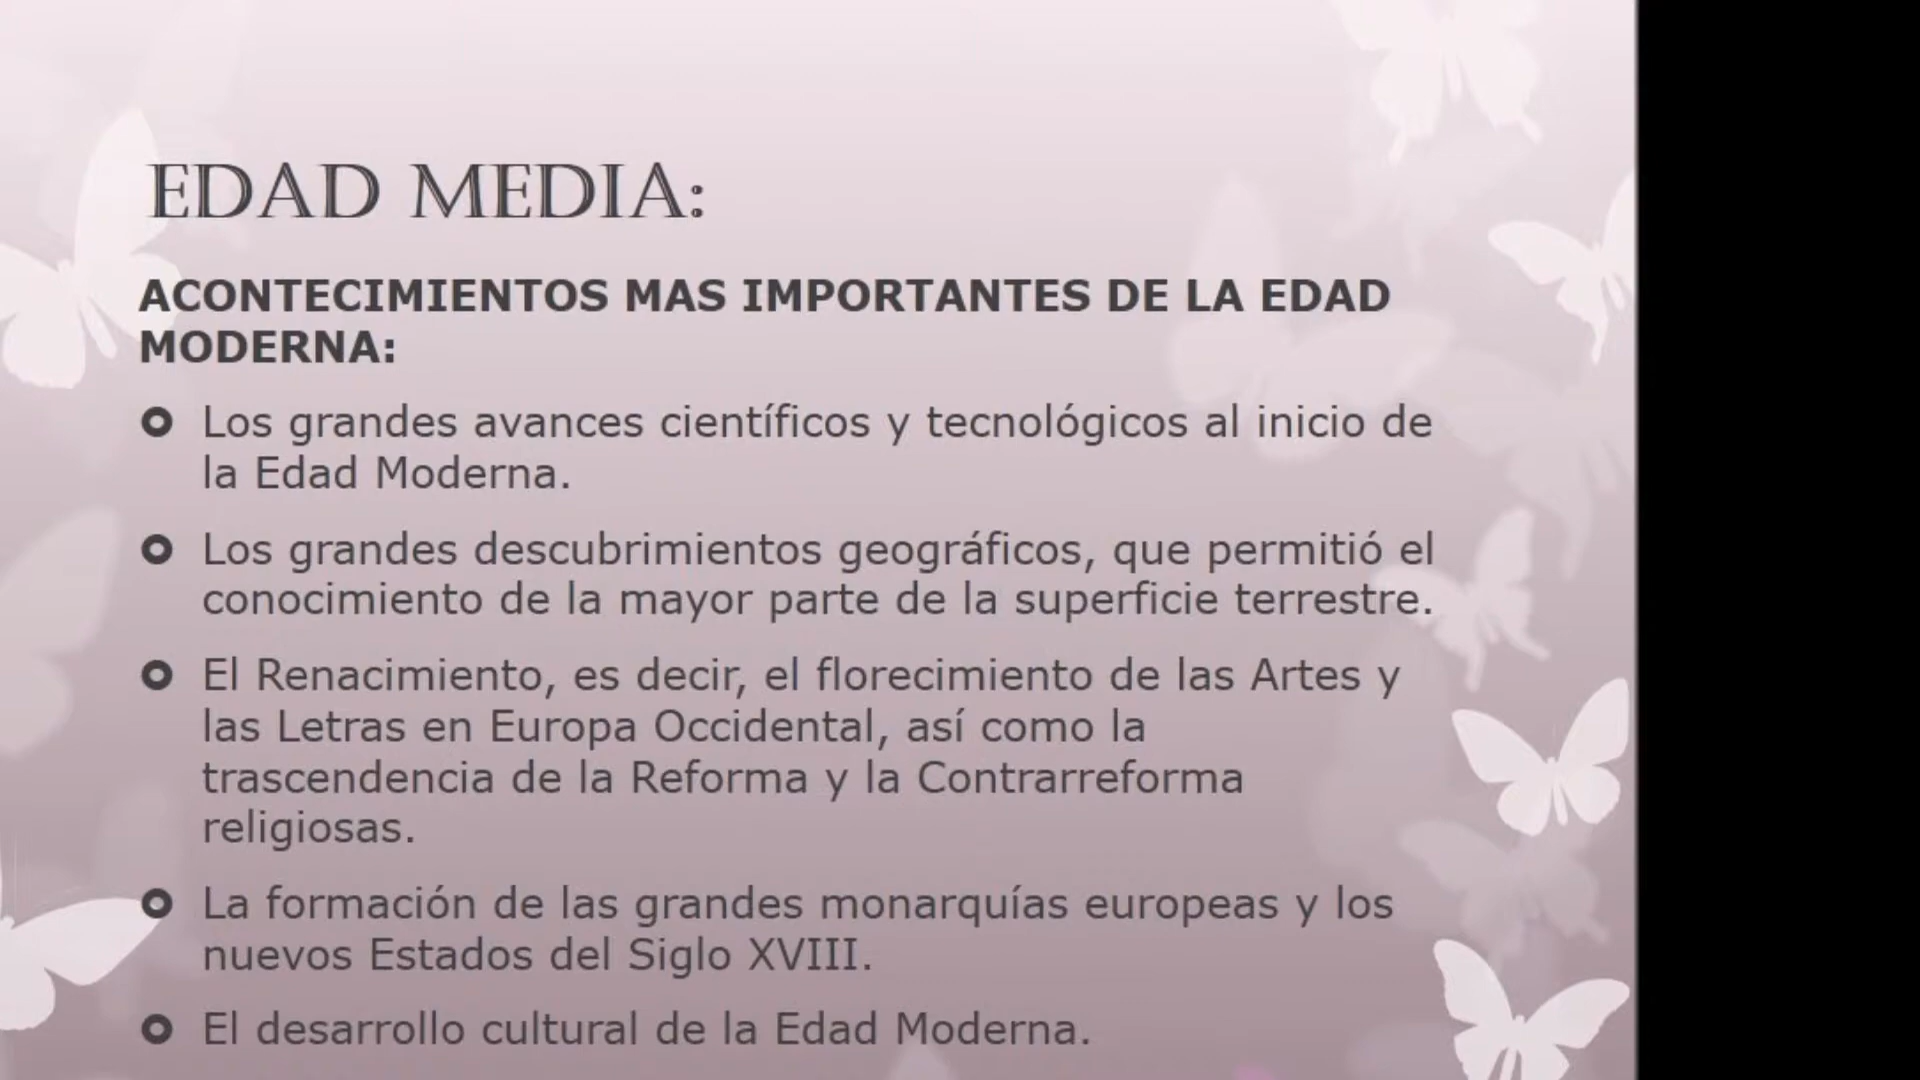 EDAD MEDIA:
ACONTECIMIENTOS MAS IMPORTANTES DE LA EDAD
MODERNA:
Los grandes avances científicos y tecnológicos al inicio de
la Edad Moderna.
Los grandes descubrimientos geográficos, que permitió el
conocimiento de la mayor parte de la superficie terrestre.
El Renacimiento, es decir, el florecimiento de las Artes y
las Letras en Europa Occidental, así como la
trascendencia de la Reforma y la Contrarreforma
religiosas.
La formación de las grandes monarquías europeas y los
nuevos Estados del Siglo XVIII.
El desarrollo cultural de la Edad Moderna.